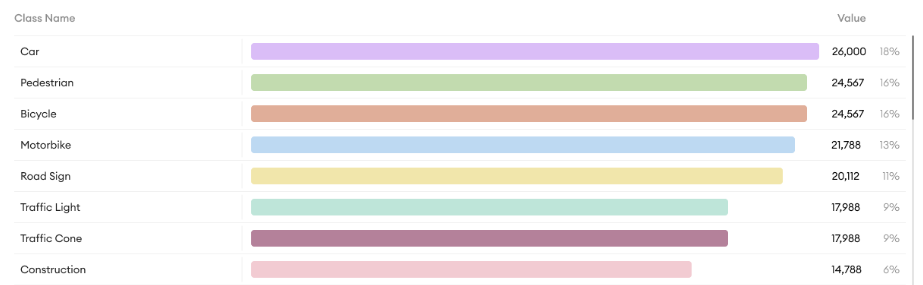 Class Name Value
Car 26,000 18%
Pedestrian 24,567 16%
Bicycle 24,567 16%
Motorbike 21,788 13%
Road Sign 20,112 11%
Traffic Light 17,988 9%
Traffic Cone 17,988 9%
Construction 14,788 6%